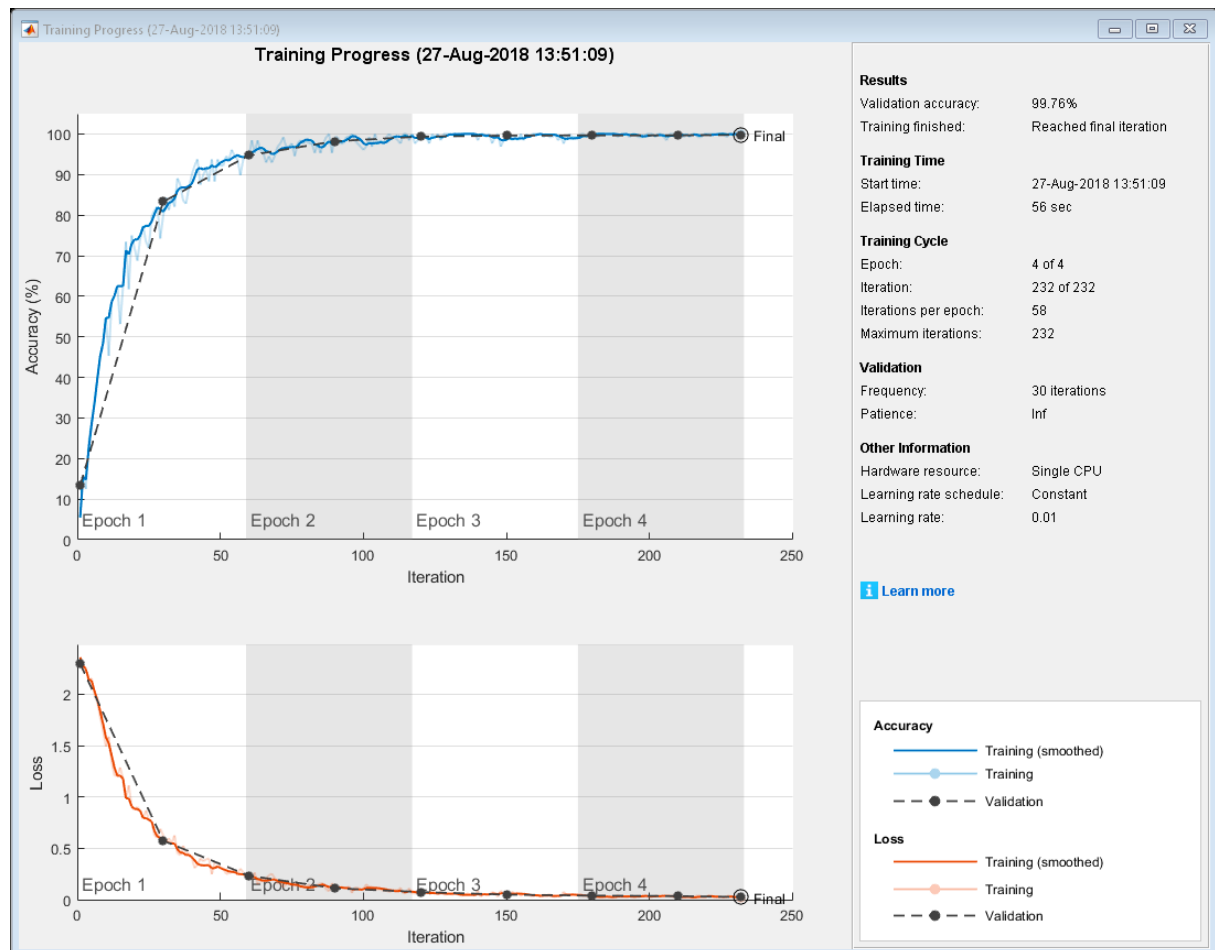 Training Progress (27-Aug-2018 13:51:09)
Training Progress (27-Aug-2018 13:51:09)
100
90
80
70
60
50
40
30
20
10
0
Accuracy (%)
Final
Epoch 1
Epoch 2
Epoch 3
Epoch 4
0
50
100
150
200
250
Iteration
2
1.5
1
0.5
0
Loss
Epoch 1
Epoch 2
Epoch 3
Epoch 4
Final
0
50
100
150
200
250
Iteration
Results
Validation accuracy: 99.76%
Training finished: Reached final iteration
Training Time
Start time: 27-Aug-2018 13:51:09
Elapsed time: 56 sec
Training Cycle
Epoch: 4 of 4
Iteration: 232 of 232
Iterations per epoch: 58
Maximum iterations: 232
Validation
Frequency: 30 iterations
Patience: Inf
Other Information
Hardware resource: Single CPU
Learning rate schedule: Constant
Learning rate: 0.01
i Learn more
Accuracy
Training (smoothed)
Training
Validation
Loss
Training (smoothed)
Training
Validation